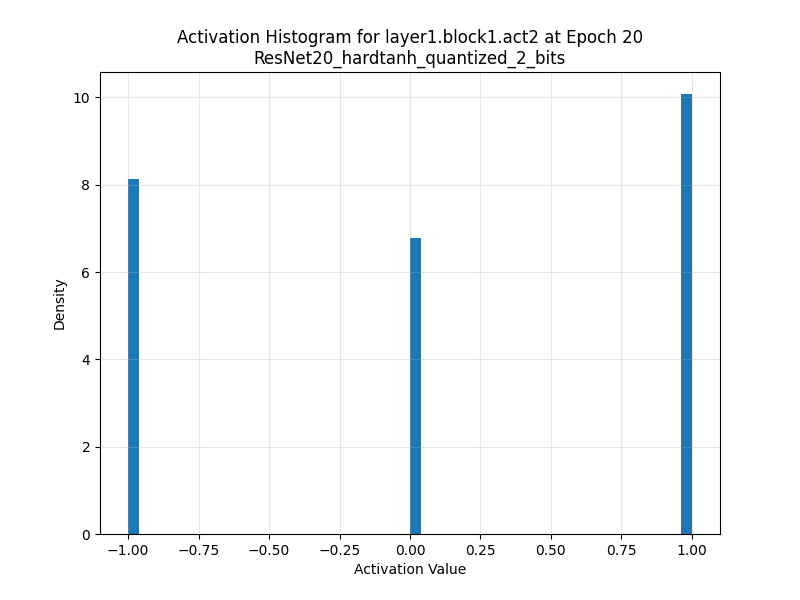 Activation Histogram for layer1.block1.act2 at Epoch 20
ResNet20_hardtanh_quantized_2_bits
10
8
6
4
2
0
Density
−1.00 −0.75 −0.50 −0.25 0.00 0.25 0.50 0.75 1.00
Activation Value